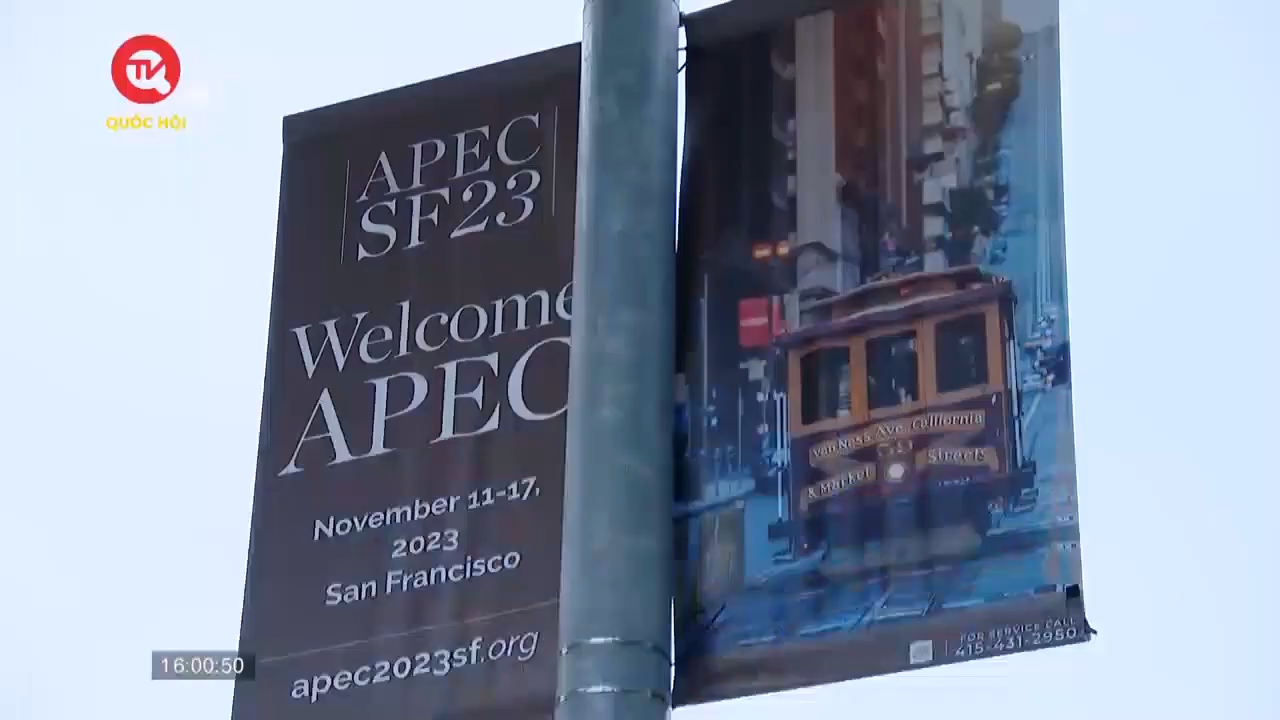 TV
QUỐC HỘI
APEC
SF23
Welcome
APEC
November 11-17,
2023
San Francisco
apec2023sf.org
Van Ness Ave, California
& Market Streets
FOR SERVICE CALL
415-431-2950
16:00:50